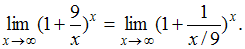 lim_{x→∞} (1 + 9/x)^x = lim_{x→∞} (1 + 1/(x/9))^x.